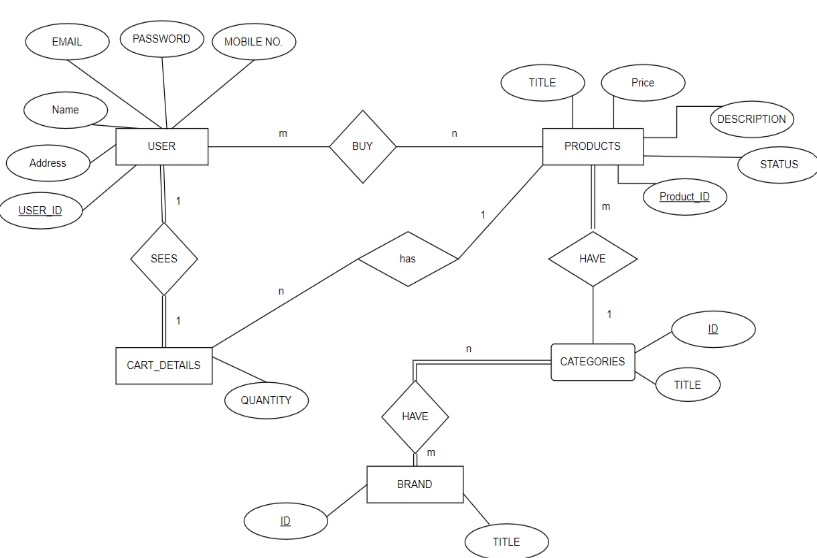 EMAIL
PASSWORD
MOBILE NO.
Name
Address
USER_ID
USER
m
BUY
n
PRODUCTS
TITLE
Price
DESCRIPTION
STATUS
Product_ID
1
SEES
1
has
1
n
m
HAVE
1
CART_DETAILS
QUANTITY
CATEGORIES
ID
TITLE
n
HAVE
m
BRAND
ID
TITLE